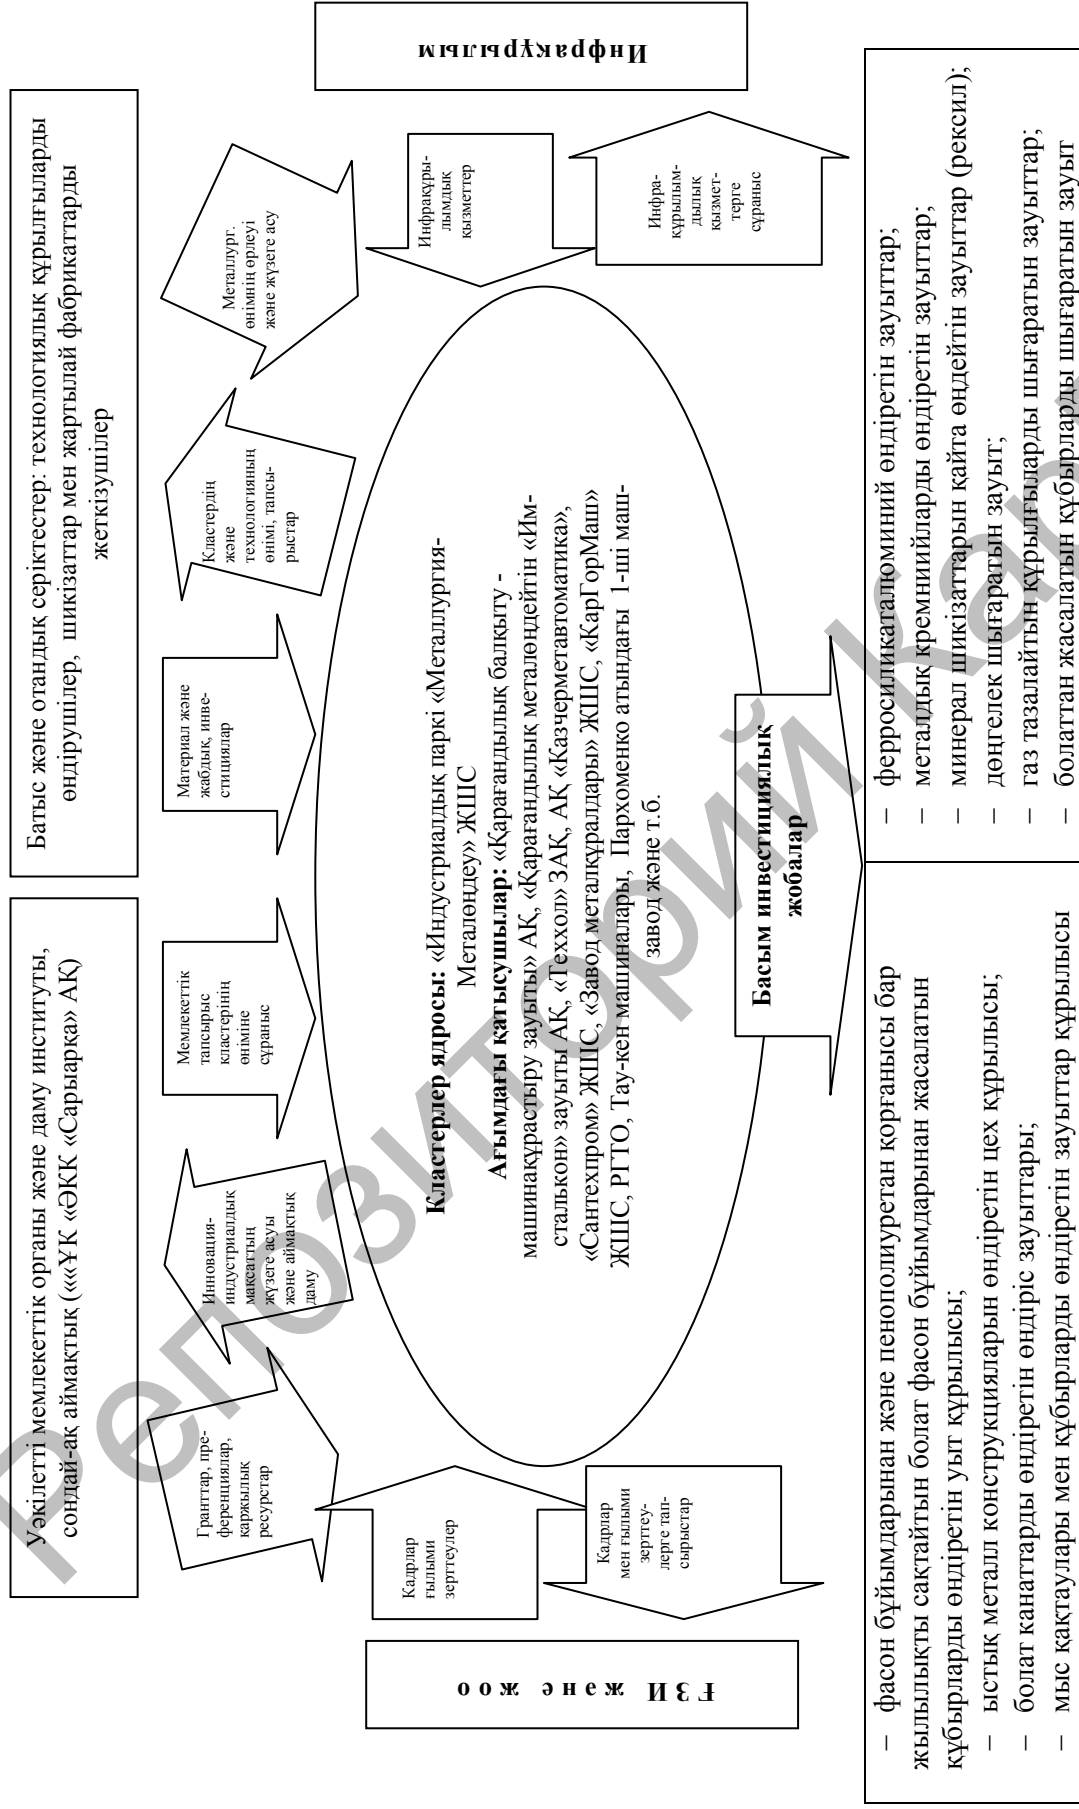 Уәкілетті мемлекеттік органы және даму институты,
сондай-ақ аймақтық (««ҰК «ӘКК «Сарыарқа» АҚ)
Батыс және отандық серіктестер: технологиялық құрылғыларды
өндірушілер, шикізаттар мен жартылай фабрикаттарды
жеткізушілер
Гранттар, пре-
ференциялар,
каржылық
ресурстар
Инновация-
индустриалдық
мақсаттың
жүзеге асуы
және аймақтық
даму
Мемлекеттік
тапсырыс
кластерінің
өніміне
сұраныс
Материал және
жабдық, инве-
стициялар
Кластердің
және
технологияның
өнімі, тапсы-
рыстар
Металлург.
өнімнің өрлеуі
және жүзеге асу
ҒЗИ және жоо
Кадрлар
ғылыми
зерттеулер
Кадрлар
мен ғылыми
зерттеу-
лерге тап-
сырыстар
Кластерлер ядросы: «Индустриалдық паркі «Металлургия-
Металөндеу» ЖШС
Ағымдағы қатысушылар: «Қарағандылық балқыту -
машинақұрастыру зауыты» АҚ, «Қарағандылық металөндейтін «Им-
сталькон» зауыты АҚ, «Теххол» ЗАҚ, АҚ «Казчерметавтоматика»,
«Сантехпром» ЖШС, «Завод металқұралдары» ЖШС, «КарГорМаш»
ЖШС, РГТО, Тау-кен машиналары, Пархоменко атындағы 1-ші маш-
завод және т.б.
Инфрақұры-
лымдық
қызметтер
Инфра-
құрылым-
дылық
қызмет-
терге
сұраныс
Инфрақұрылым
Басым инвестициялық
жобалар
– фасон бұйымдарынан және пенополиуретан қорғанысы бар
жылылықты сақтайтын болат фасон бұйымдарынан жасалатын
құбырларды өндіретін уыт құрылысы;
– ыстық металл конструкцияларын өндіретін цех құрылысы;
– болат канаттарды өндіретін өндіріс зауыттары;
– мыс қақтаулары мен құбырларды өндіретін зауыттар құрылысы
– ферросиликаталюминий өндіретін зауыттар;
– металдық кремнийларды өндіретін зауыттар;
– минерал шикізаттарын қайта өңдейтін зауыттар (рексил);
– дөңгелек шығаратын зауыт;
– газ тазалайтын құрылғыларды шығаратын зауыттар;
– болаттан жасалатын құбырларды шығаратын зауыт
Репозиторий Кар